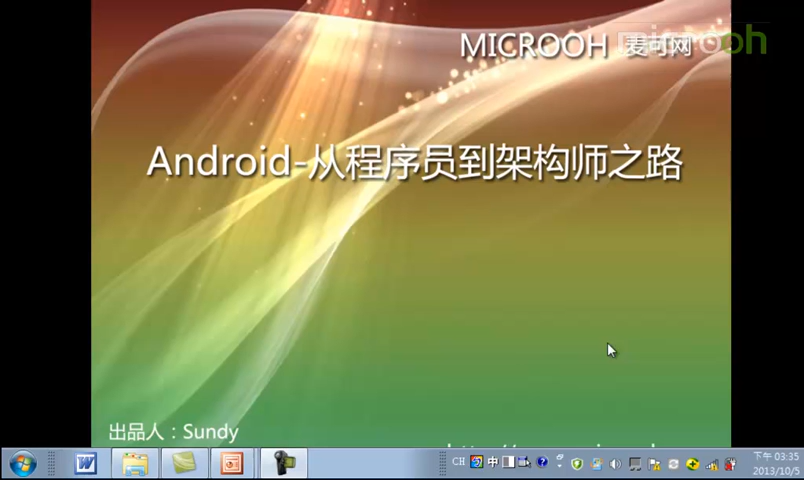 MICROOH 麦可网
microoh
Android-从程序员到架构师之路
出品人：Sundy
CH
中
下午 03:35
2013/10/5